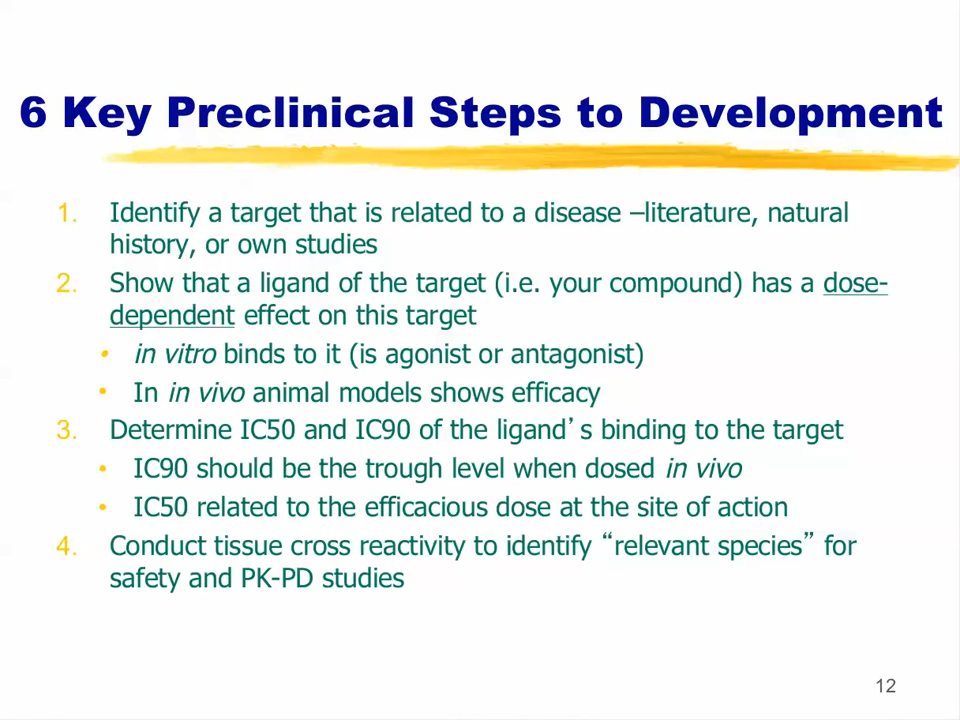 6 Key Preclinical Steps to Development
1. Identify a target that is related to a disease –literature, natural
history, or own studies
2. Show that a ligand of the target (i.e. your compound) has a dose-
dependent effect on this target
• in vitro binds to it (is agonist or antagonist)
• In in vivo animal models shows efficacy
3. Determine IC50 and IC90 of the ligand’s binding to the target
• IC90 should be the trough level when dosed in vivo
• IC50 related to the efficacious dose at the site of action
4. Conduct tissue cross reactivity to identify “relevant species” for
safety and PK-PD studies
12